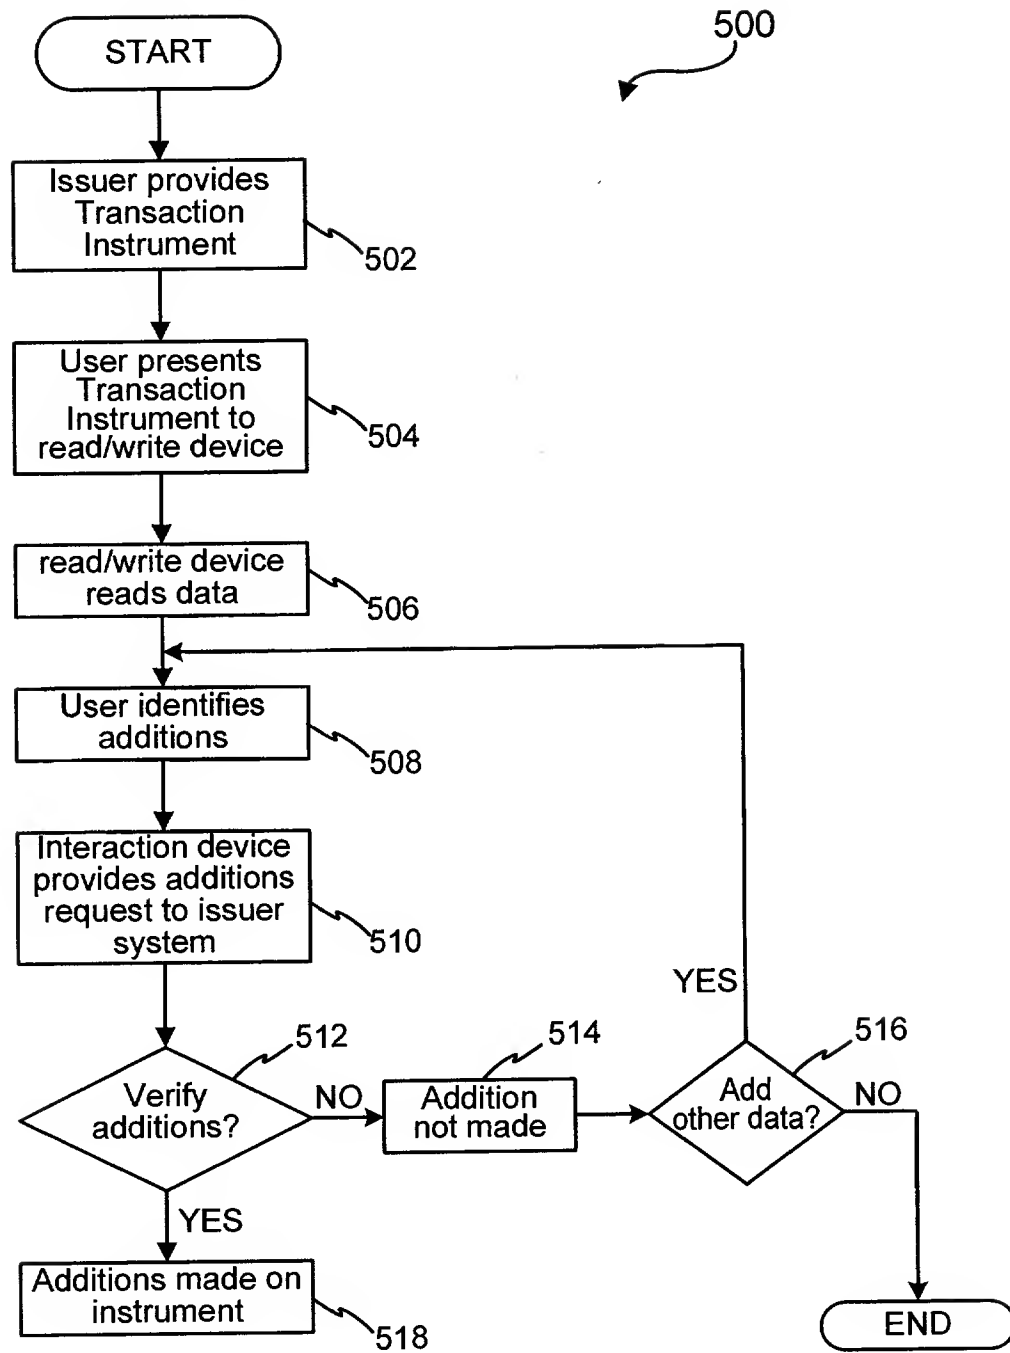 500
START
Issuer provides
Transaction
Instrument
502
User presents
Transaction
Instrument to
read/write device
504
read/write device
reads data
506
User identifies
additions
508
Interaction device
provides additions
request to issuer
system
510
YES
512
514
516
Verify
additions?
NO
Addition
not made
Add
other data?
NO
YES
Additions made on
instrument
518
END